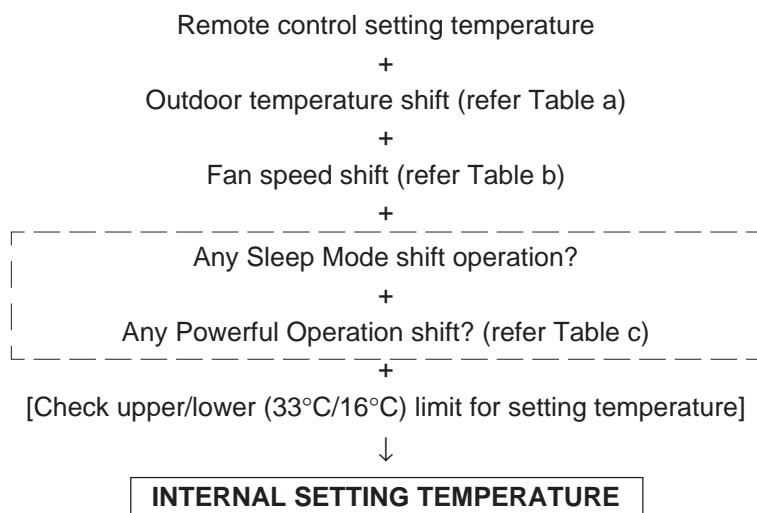 Remote control setting temperature
+
Outdoor temperature shift (refer Table a)
+
Fan speed shift (refer Table b)
+
Any Sleep Mode shift operation?
+
Any Powerful Operation shift? (refer Table c)
+
[Check upper/lower (33°C/16°C) limit for setting temperature]
↓
INTERNAL SETTING TEMPERATURE